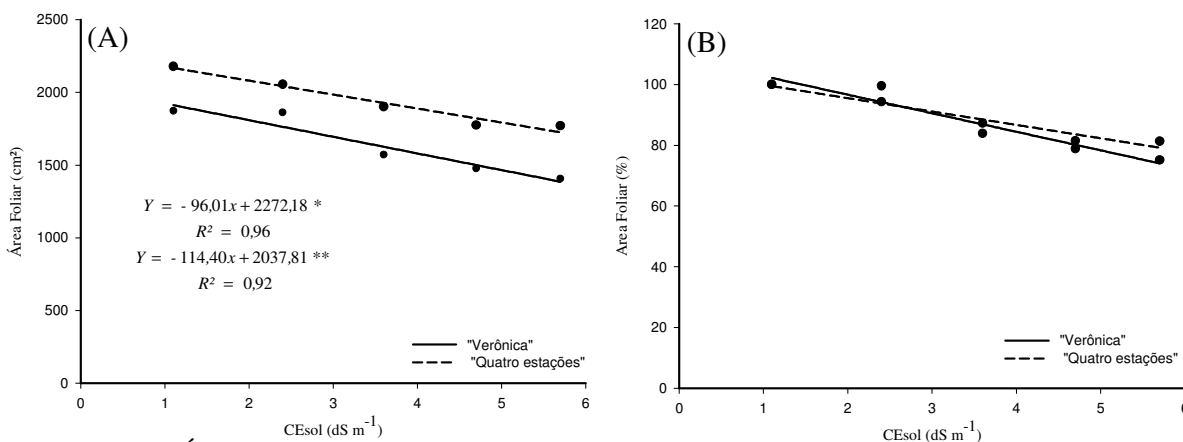 (A)
2500
2000
1500
1000
500
0
Área Foliar (cm²)
Y = - 96,01x + 2272,18 *
R² = 0,96
Y = -114,40x + 2037,81 **
R² = 0,92
"Verônica"
"Quatro estações"
0 1 2 3 4 5 6
CEsol (dS m⁻¹)
(B)
120
100
80
60
40
20
0
Area Foliar (%)
"Verônica"
"Quatro estações"
0 1 2 3 4 5 6
CEsol (dS m⁻¹)